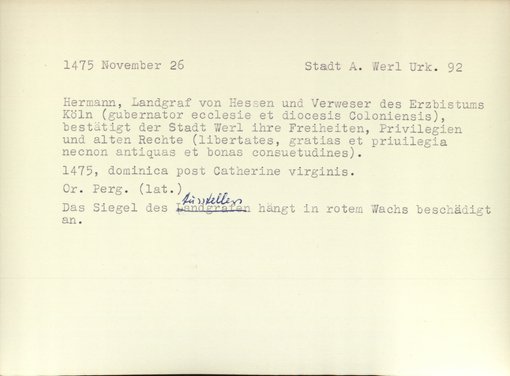 1475 November 26 Stadt A. Werl Urk. 92
Hermann, Landgraf von Hessen und Verweser des Erzbistums
Köln (gubernator ecclesie et diocesis Coloniensis),
bestätigt der Stadt Werl ihre Freiheiten, Privilegien
und alten Rechte (libertates, gratias et priuilegia
necnon antiquas et bonas consuetudines).
1475, dominica post Catherine virginis.
Or. Perg. (lat.)
Ausstellers
Das Siegel des Landgrafen hängt in rotem Wachs beschädigt
an.